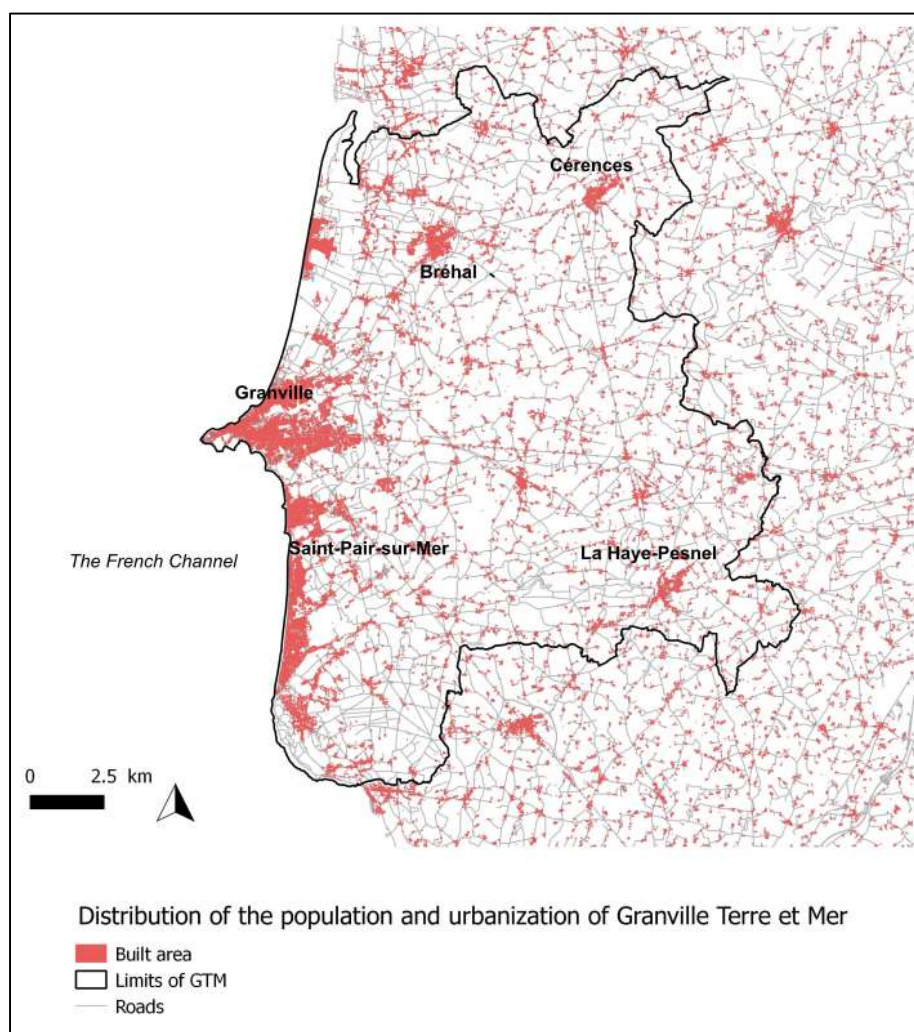 Cérences
Bréhal
Granville
Saint-Pair-sur-Mer
La Haye-Pesnel
The French Channel
0 2.5 km
Distribution of the population and urbanization of Granville Terre et Mer
Built area
Limits of GTM
Roads